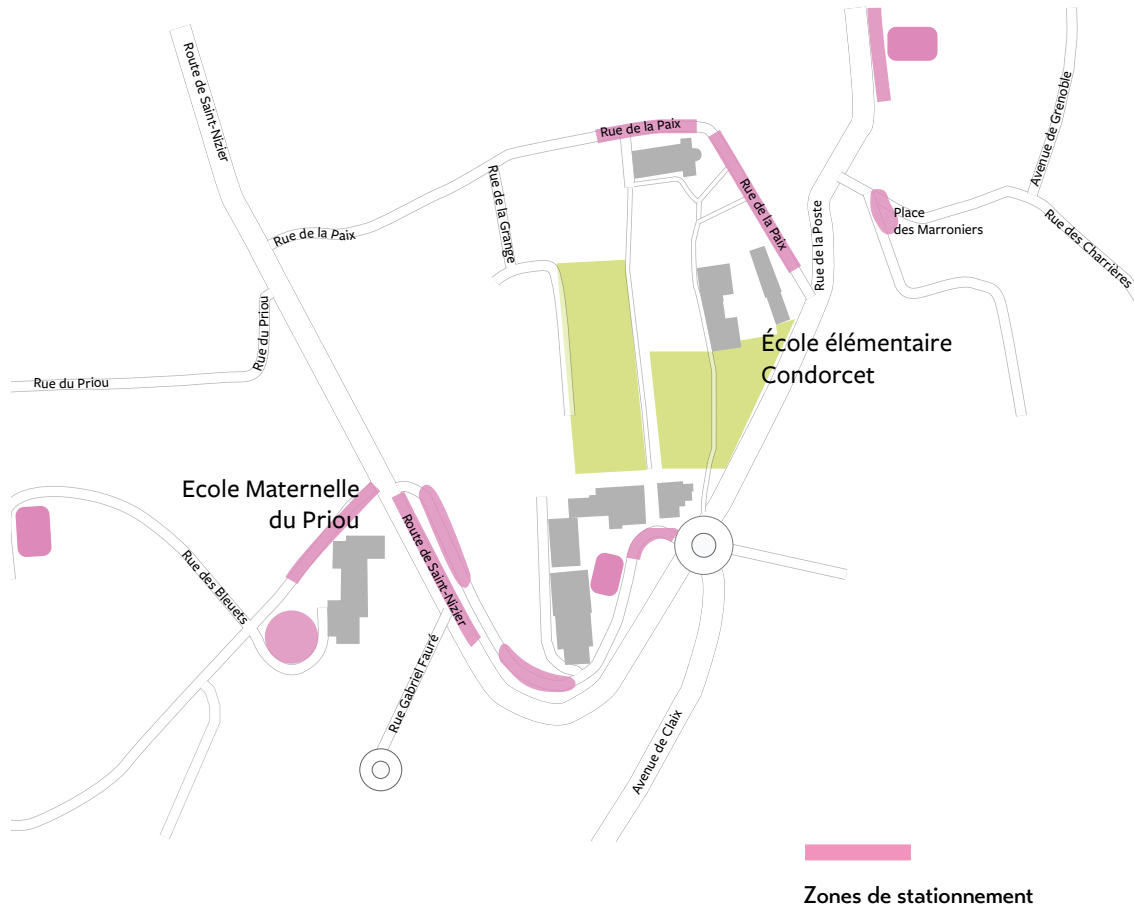 Route de Saint-Nizier
Avenue de Grenoble
Rue de la Paix
Rue de la Grange
Rue de la Paix
Rue de la Poste
Place
des Marroniers
Rue des Charrières
Rue de la Paix
Rue du Priou
Rue du Priou
École élémentaire
Condorcet
Ecole Maternelle
du Priou
Route de Saint-Nizier
Rue des Bleuets
Rue Gabriel Fauré
Avenue de Claix
Zones de stationnement